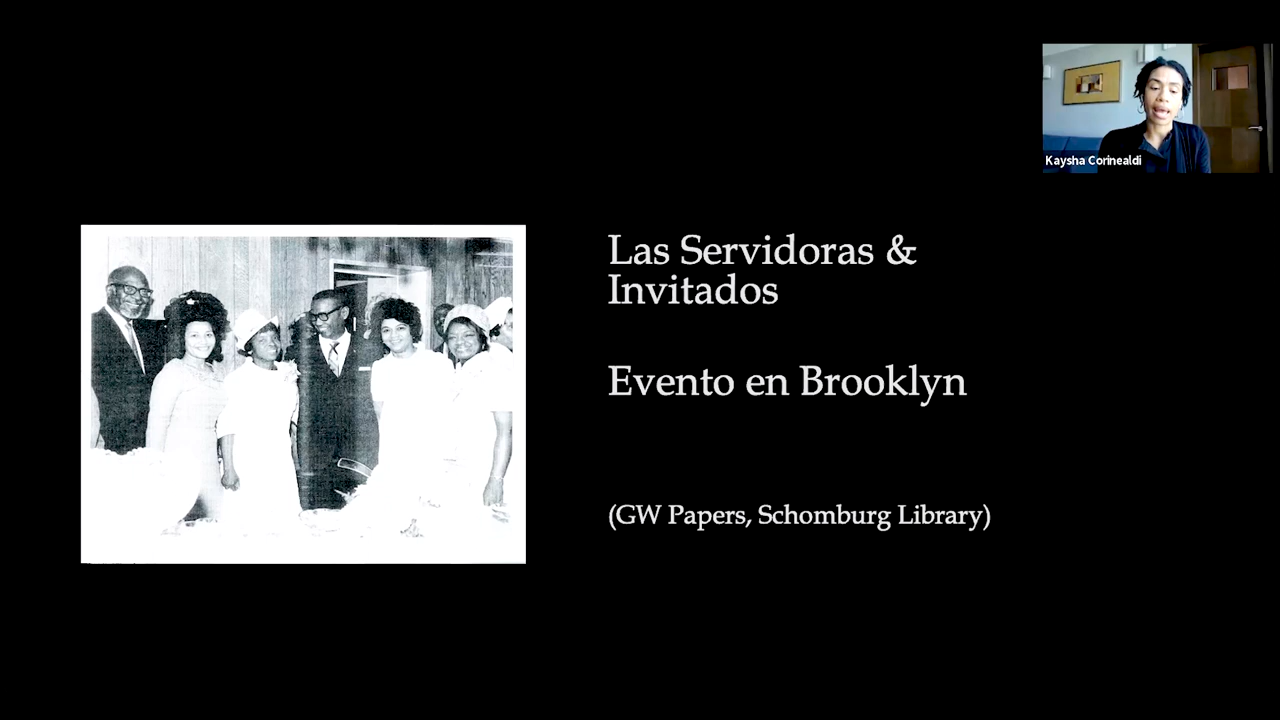 Kaysha Corinealdi
Las Servidoras &
Invitados
Evento en Brooklyn
(GW Papers, Schomburg Library)